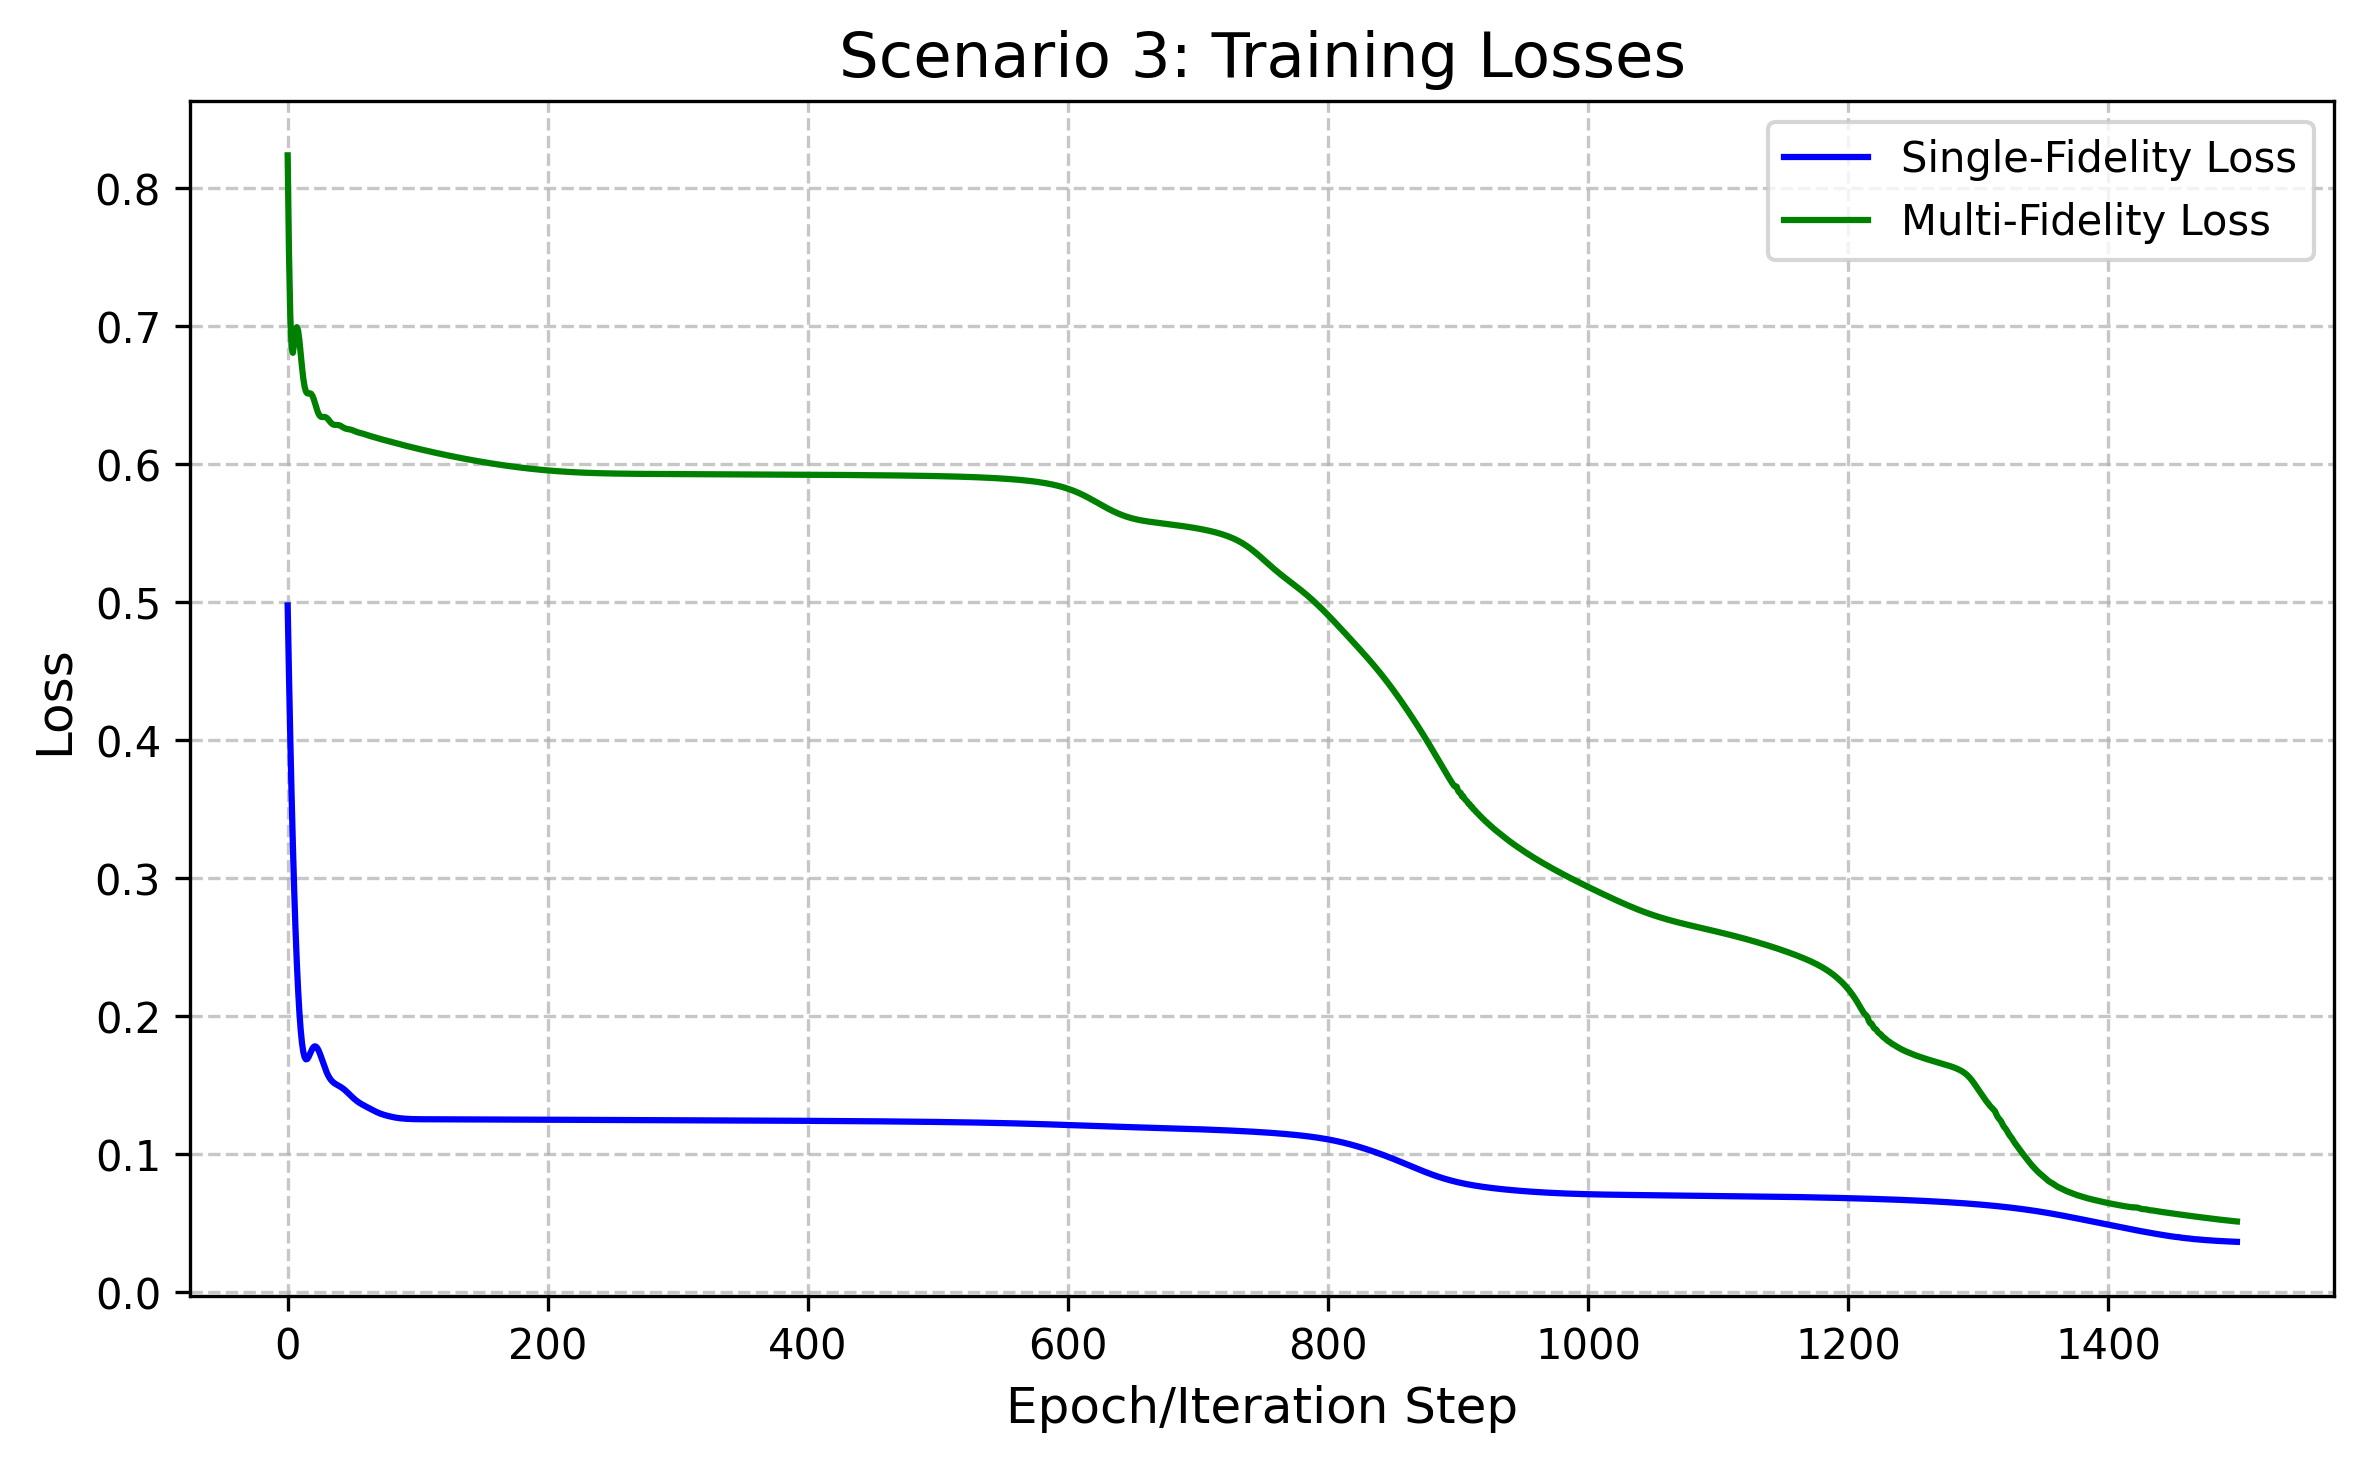 Scenario 3: Training Losses
Single-Fidelity Loss
Multi-Fidelity Loss
0.8
0.7
0.6
0.5
0.4
0.3
0.2
0.1
0.0
Loss
0 200 400 600 800 1000 1200 1400
Epoch/Iteration Step